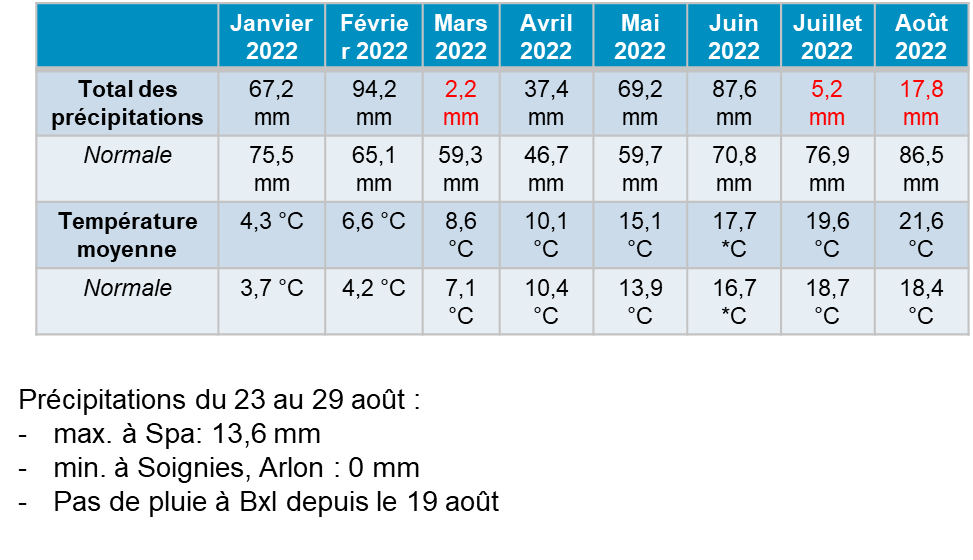 Janvier 2022 Févrie r 2022 Mars 2022 Avril 2022 Mai 2022 Juin 2022 Juillet 2022 Août 2022
Total des précipitations 67,2 mm 94,2 mm 2,2 mm 37,4 mm 69,2 mm 87,6 mm 5,2 mm 17,8 mm
Normale 75,5 mm 65,1 mm 59,3 mm 46,7 mm 59,7 mm 70,8 mm 76,9 mm 86,5 mm
Température moyenne 4,3 °C 6,6 °C 8,6 °C 10,1 °C 15,1 °C 17,7 *C 19,6 °C 21,6 °C
Normale 3,7 °C 4,2 °C 7,1 °C 10,4 °C 13,9 °C 16,7 *C 18,7 °C 18,4 °C
Précipitations du 23 au 29 août :
- max. à Spa: 13,6 mm
- min. à Soignies, Arlon : 0 mm
- Pas de pluie à Bxl depuis le 19 août